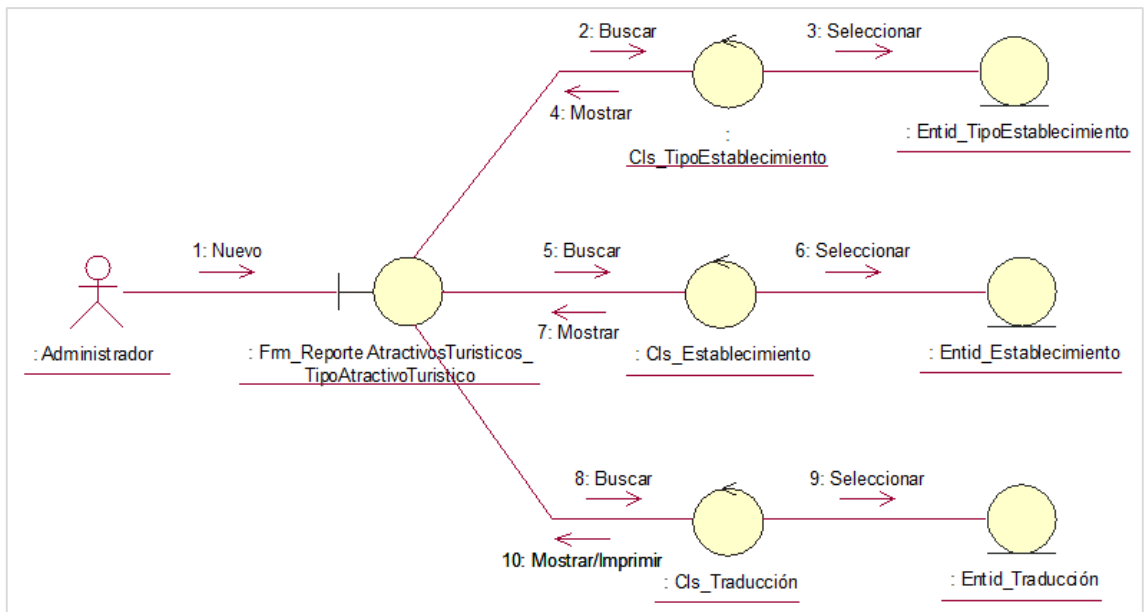 2: Buscar
3: Seleccionar
4: Mostrar
:
Cls_TipoEstablecimiento
: Entid_TipoEstablecimiento
1: Nuevo
5: Buscar
6: Seleccionar
7: Mostrar
: Administrador
: Frm_Reporte AtractivosTuristicos_
TipoAtractivoTuristico
: Cls_Establecimiento
: Entid_Establecimiento
8: Buscar
9: Seleccionar
10: Mostrar/Imprimir
: Cls_Traducción
: Entid_Traducción